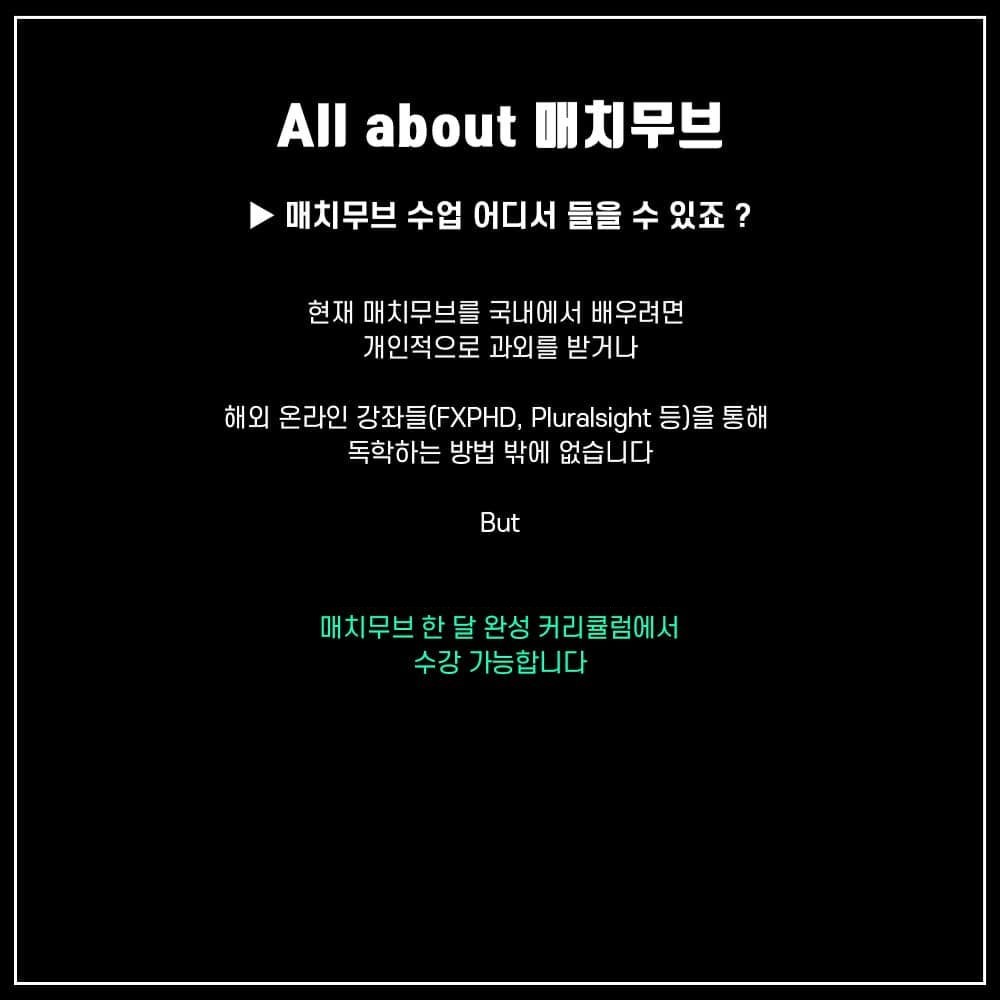 All about 매치무브
▶ 매치무브 수업 어디서 들을 수 있죠 ?
현재 매치무브를 국내에서 배우려면
개인적으로 과외를 받거나
해외 온라인 강좌들(FXPHD, Pluralsight 등)을 통해
독학하는 방법 밖에 없습니다
But
매치무브 한 달 완성 커리큘럼에서
수강 가능합니다